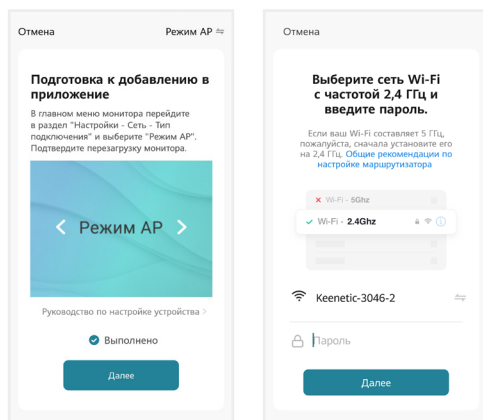 Отмена
Режим AP
Подготовка к добавлению в
приложение
В главном меню монитора перейдите
в раздел "Настройки - Сеть - Тип
подключения" и выберите "Режим AP".
Подтвердите перезагрузку монитора.
Режим AP
Руководство по настройке устройства
Выполнено
Далее
Отмена
Выберите сеть Wi-Fi
с частотой 2,4 ГГц и
введите пароль.
Если ваш Wi-Fi составляет 5 ГГц,
пожалуйста, сначала установите его
на 2,4 ГГц. Общие рекомендации по
настройке маршрутизатора
Wi-Fi - 5Ghz
Wi-Fi - 2.4Ghz
Keenetic-3046-2
Пароль
Далее